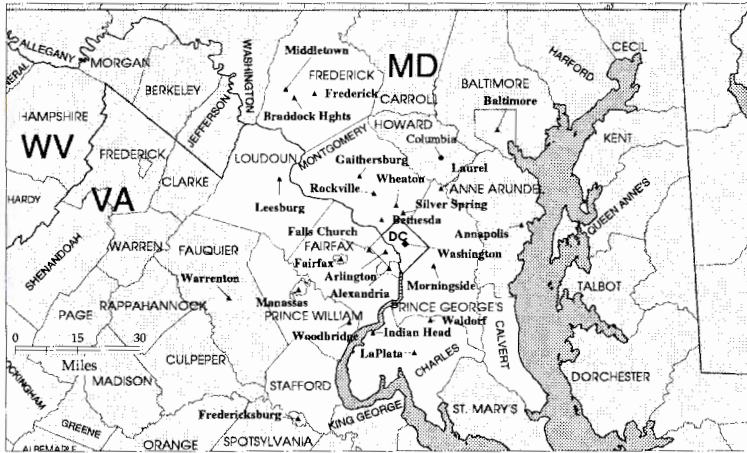 ALLEGANY
MORGAN
WASHINGTON
Middletown
MD
CECIL
HARFORD
FREDERICK
BALTIMORE
BERKELEY
Frederick
CARROLL
Baltimore
HAMPSHIRE
JEFFERSON
Braddock Hghts
HOWARD
WV
MONTGOMERY
Columbia
KENT
FREDERICK
LOUDOUN
Gaithersburg
Laurel
CLARKE
Rockville
Wheaton
ANNE ARUNDEL
HARDY
VA
Leesburg
Silver Spring
QUEEN ANNE'S
Bethesda
SHENANDOAH
WARREN
FAUQUIER
Falls Church
FAIRFAX
DC
Annapolis
Fairfax
Washington
Warrenton
Arlington
Morningside
TALBOT
Alexandria
PAGE
RAPPAHANNOCK
Manassas
PRINCE GEORGE'S
PRINCE WILLIAM
Waldorf
CALVERT
0 15 30
Woodbridge
Indian Head
Miles
CULPEPER
LaPlata
CHARLES
MADISON
STAFFORD
DORCHESTER
KING GEORGE
ST. MARY'S
Fredericksburg
GREENE
ORANGE
SPOTSYLVANIA